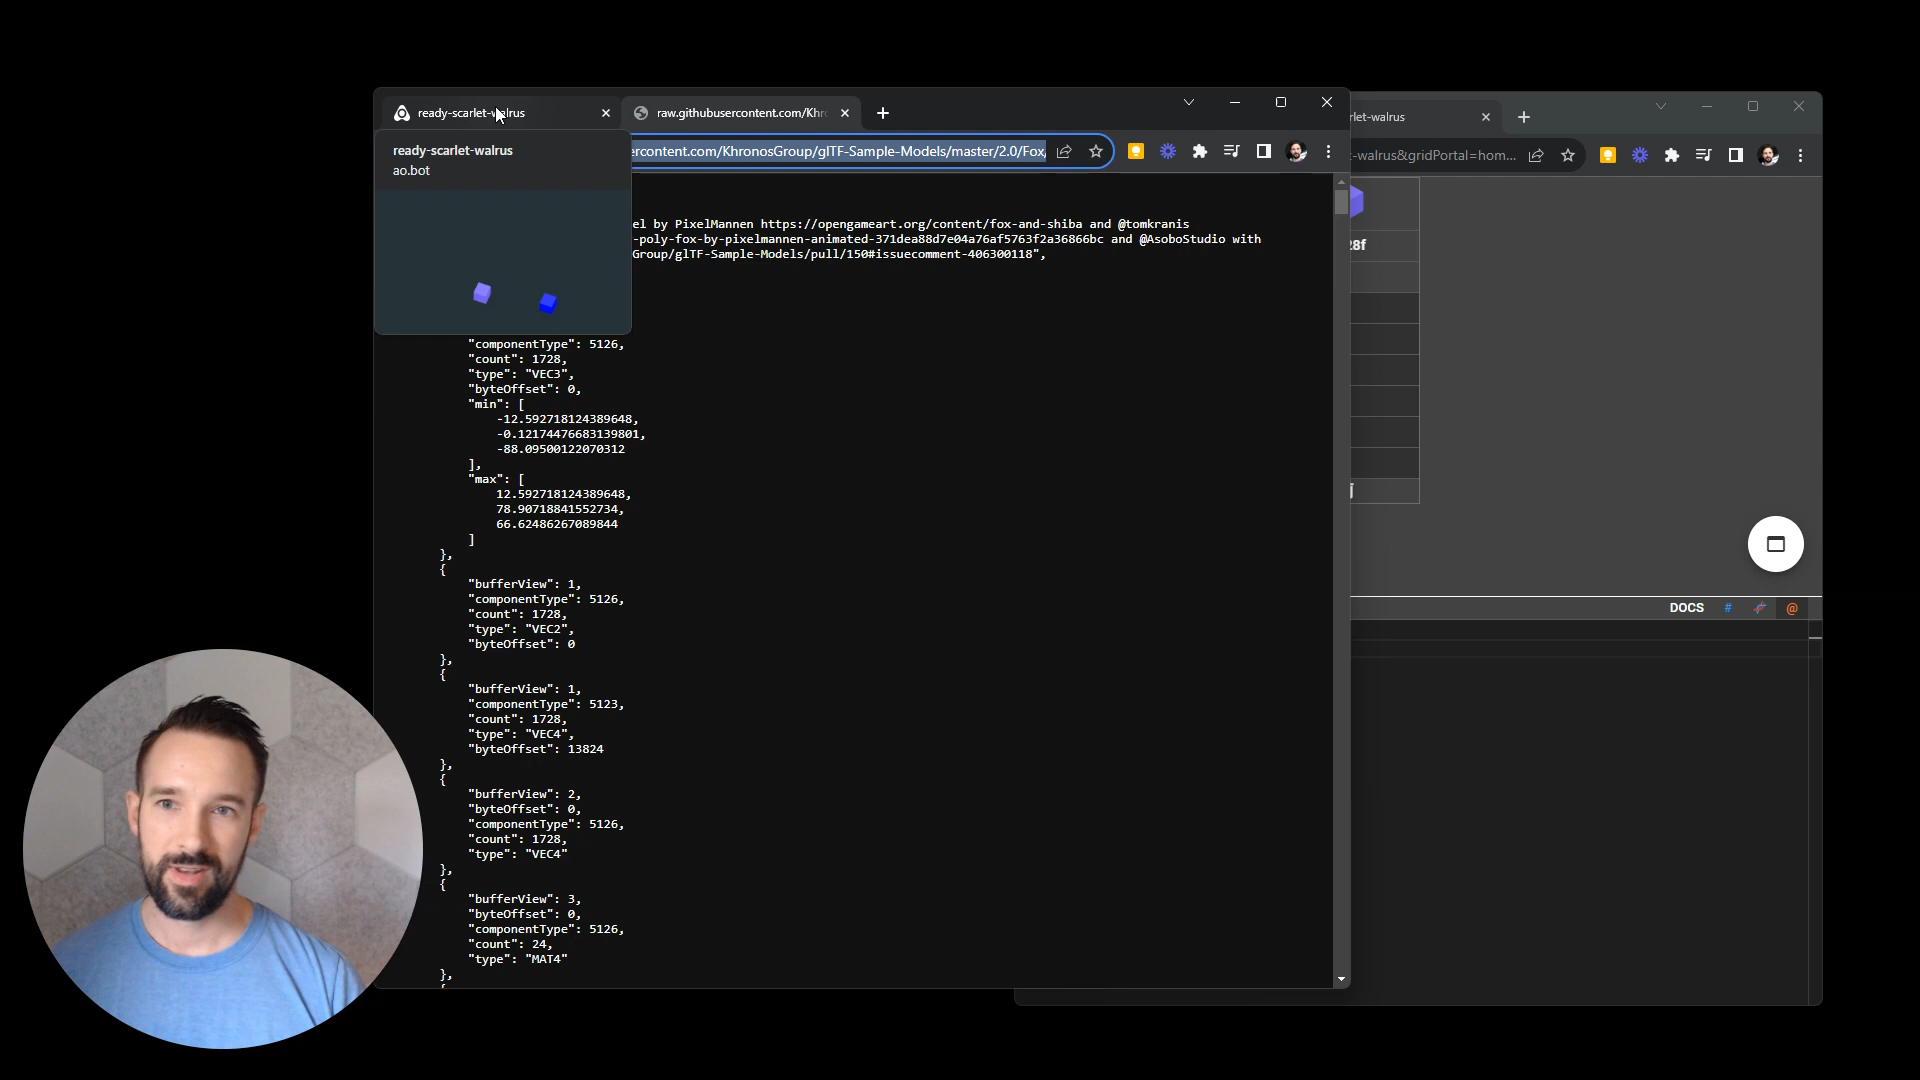 ready-scarlet-walrus
raw.githubusercontent.com/Khr
rlet-walrus
ready-scarlet-walrus
ao.bot
ercontent.com/KhronosGroup/glTF-Sample-Models/master/2.0/Fox/
t-walrus&gridPortal=hom...
el by PixelMannen https://opengameart.org/content/fox-and-shiba and @tomkranis
-poly-fox-by-pixelmannen-animated-371dea88d7e04a76af5763f2a36866bc and @AsoboStudio with
Group/glTF-Sample-Models/pull/150#issuecomment-406300118",
28f
"componentType": 5126,
"count": 1728,
"type": "VEC3",
"byteOffset": 0,
"min": [
-12.592718124389648,
-0.12174476683139801,
-88.09500122070312
],
"max": [
12.592718124389648,
78.90718841552734,
66.62486267089844
]
},
{
"bufferView": 1,
"componentType": 5126,
"count": 1728,
"type": "VEC2",
"byteOffset": 0
},
{
"bufferView": 1,
"componentType": 5123,
"count": 1728,
"type": "VEC4",
"byteOffset": 13824
},
{
"bufferView": 2,
"byteOffset": 0,
"componentType": 5126,
"count": 1728,
"type": "VEC4"
},
{
"bufferView": 3,
"byteOffset": 0,
"componentType": 5126,
"count": 24,
"type": "MAT4"
},
DOCS # @